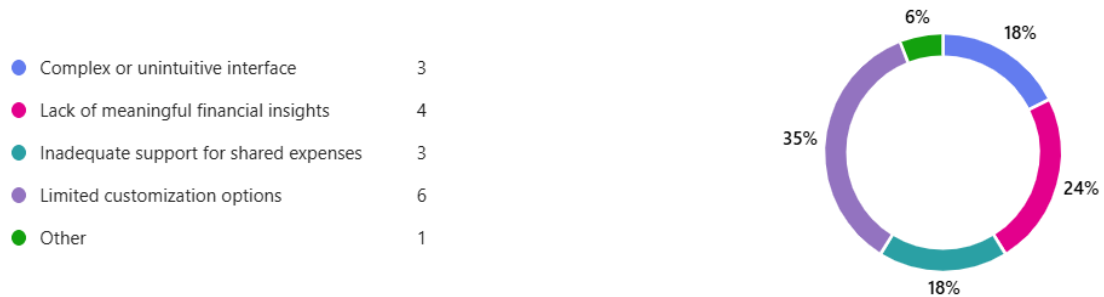 Complex or unintuitive interface 3
Lack of meaningful financial insights 4
Inadequate support for shared expenses 3
Limited customization options 6
Other 1
6%
18%
35%
24%
18%